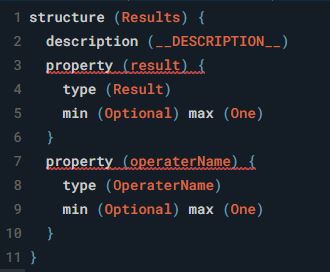 1 structure (Results) {
2 description (__DESCRIPTION__)
3 property (result) {
4 type (Result)
5 min (Optional) max (One)
6 }
7 property (operaterName) {
8 type (OperaterName)
9 min (Optional) max (One)
10 }
11 }